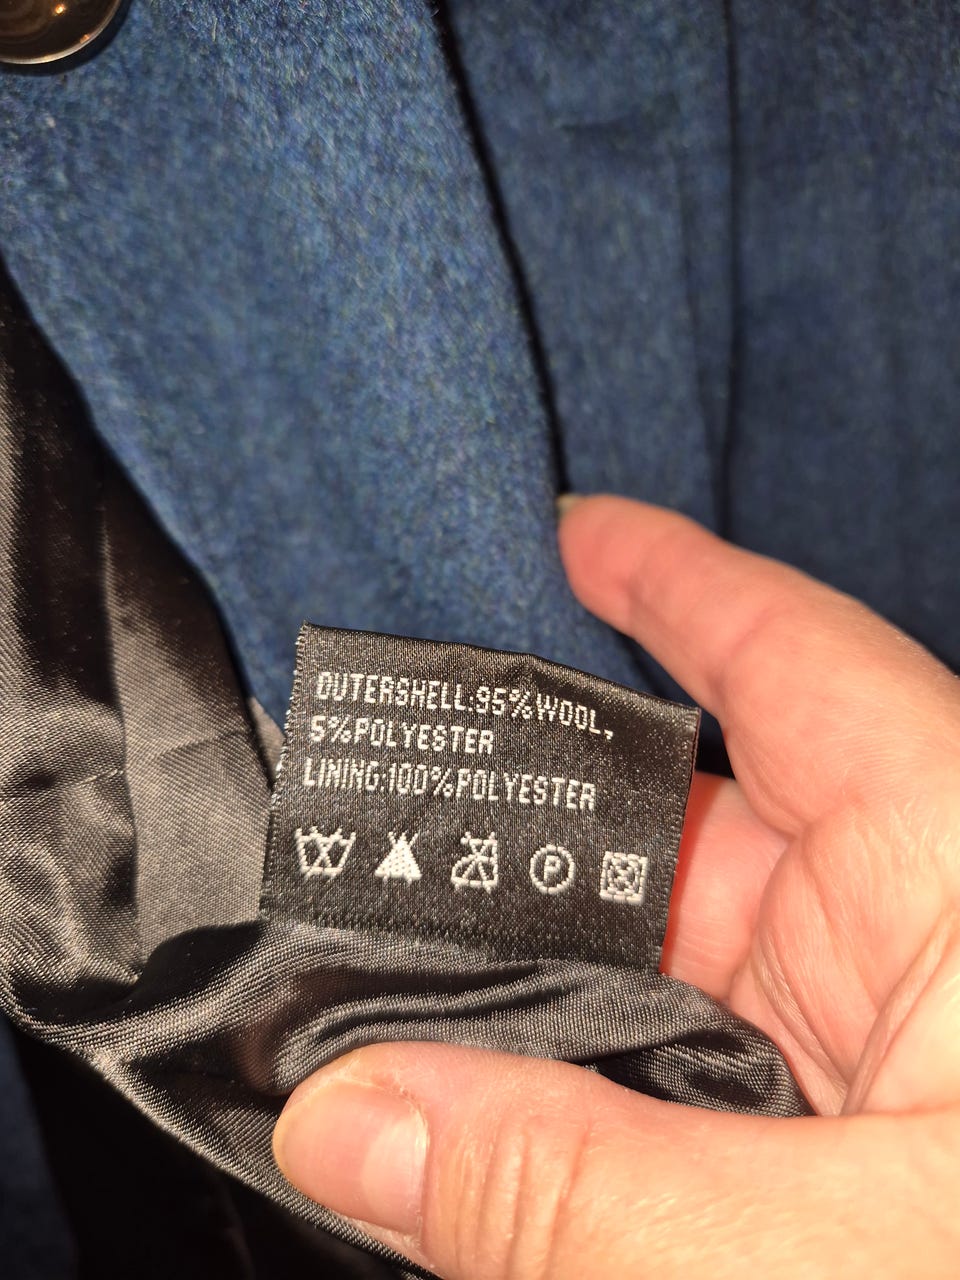 OUTERSHELL:95%WOOL,
5%POLYESTER
LINING:100%POLYESTER
P